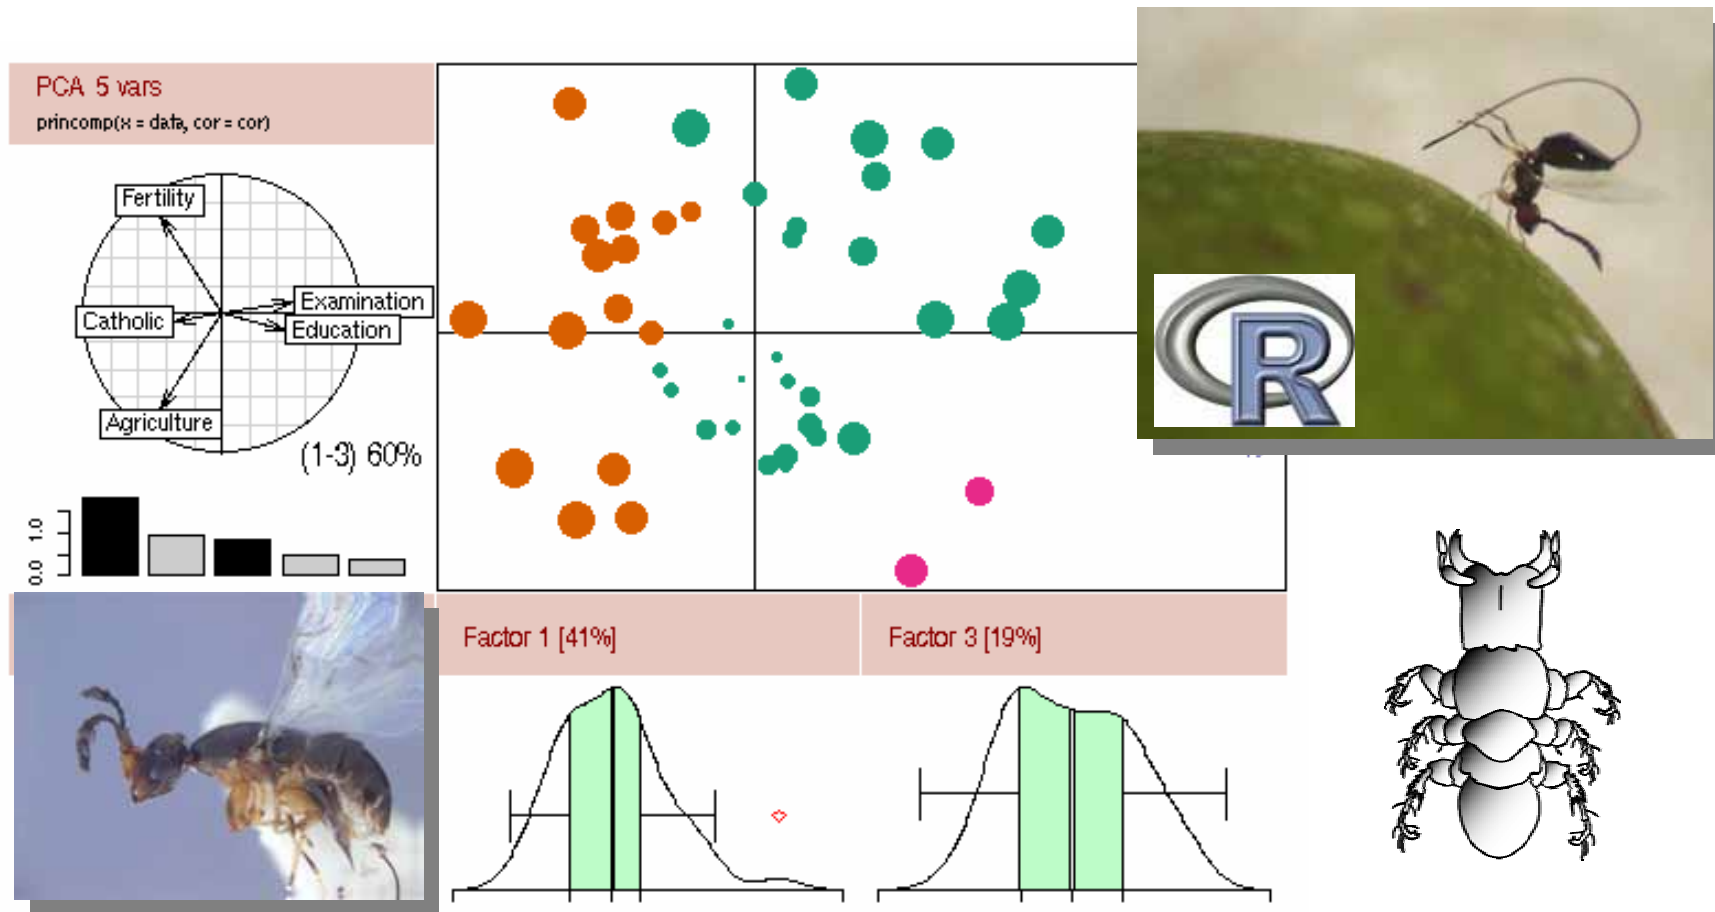 PCA 5 vars
princomp(x = data, cor = cor)
Fertility
Examination
Catholic
Education
Agriculture
(1-3) 60%
1.0
0.0
R
Factor 1 [41%]
Factor 3 [19%]